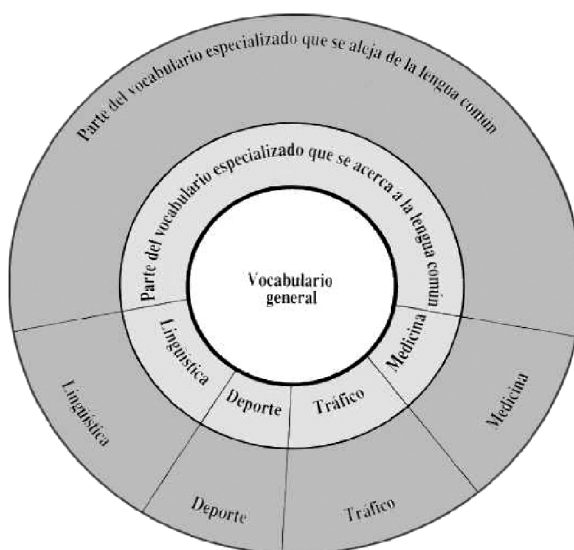 Parte del vocabulario especializado que se aleja de la lengua común
Parte del vocabulario especializado que se acerca a la lengua común
Vocabulario
general
Lingüística
Deporte
Tráfico
Medicina
Lingüística
Deporte
Tráfico
Medicina